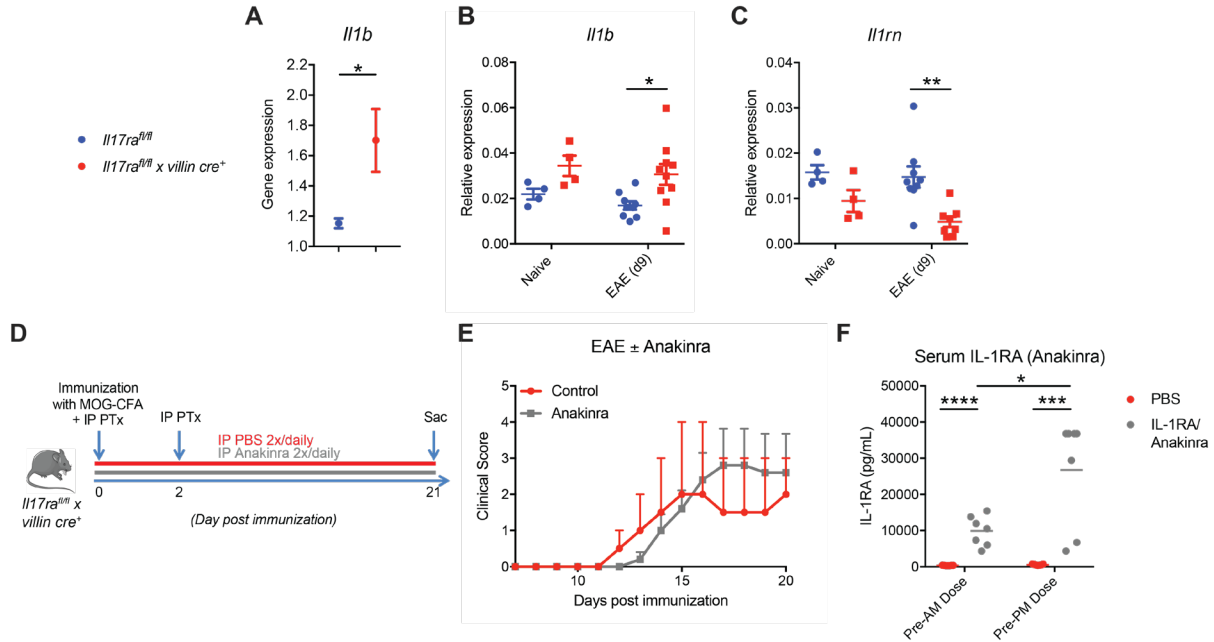 Il17ra^fl/fl
Il17ra^fl/fl x villin cre^+
A
Il1b
*
Gene expression
2.2
2.0
1.8
1.6
1.4
1.2
1.0
B
Il1b
*
Relative expression
0.08
0.06
0.04
0.02
0.00
Naive
EAE (d9)
C
Il1rn
**
Relative expression
0.04
0.03
0.02
0.01
0.00
Naive
EAE (d9)
D
Immunization
with MOG-CFA
+ IP PTx
IP PTx
Sac
IP PBS 2x/daily
IP Anakinra 2x/daily
0
2
21
Il17ra^fl/fl x
villin cre^+
(Day post immunization)
E
EAE ± Anakinra
Control
Anakinra
Clinical Score
5
4
3
2
1
0
10
15
20
Days post immunization
F
Serum IL-1RA (Anakinra)
*
****
***
IL-1RA (pg/mL)
50000
40000
30000
20000
10000
0
Pre-AM Dose
Pre-PM Dose
PBS
IL-1RA/
Anakinra